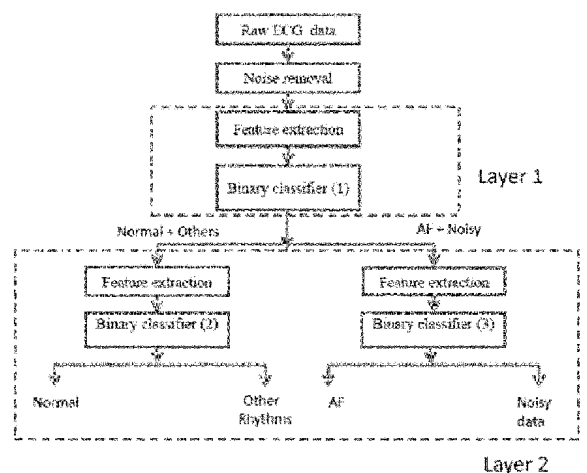 Raw ECG data
Noise removal
Feature extraction
Binary classifier (1)
Layer 1
Normal + Others
AF + Noisy
Feature extraction
Feature extraction
Binary classifier (2)
Binary classifier (3)
Normal
Other
Rhythms
AF
Noisy
data
Layer 2